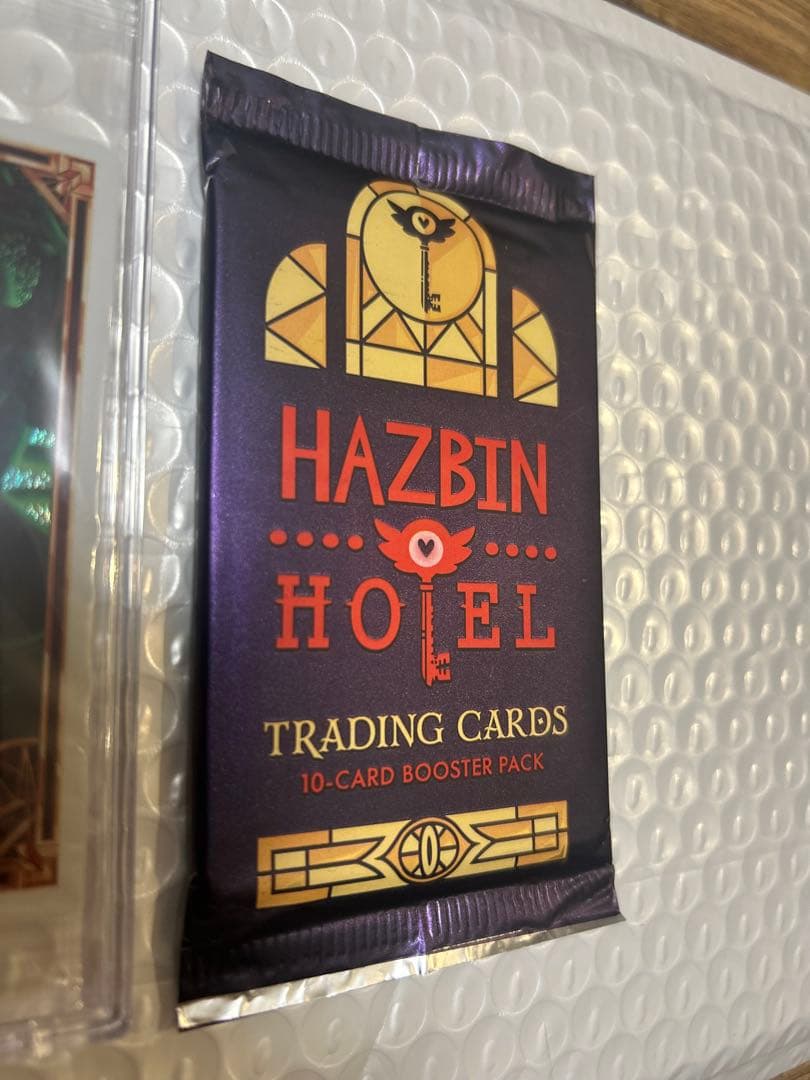 HAZBIN
HOTEL
TRADING CARDS
10-CARD BOOSTER PACK